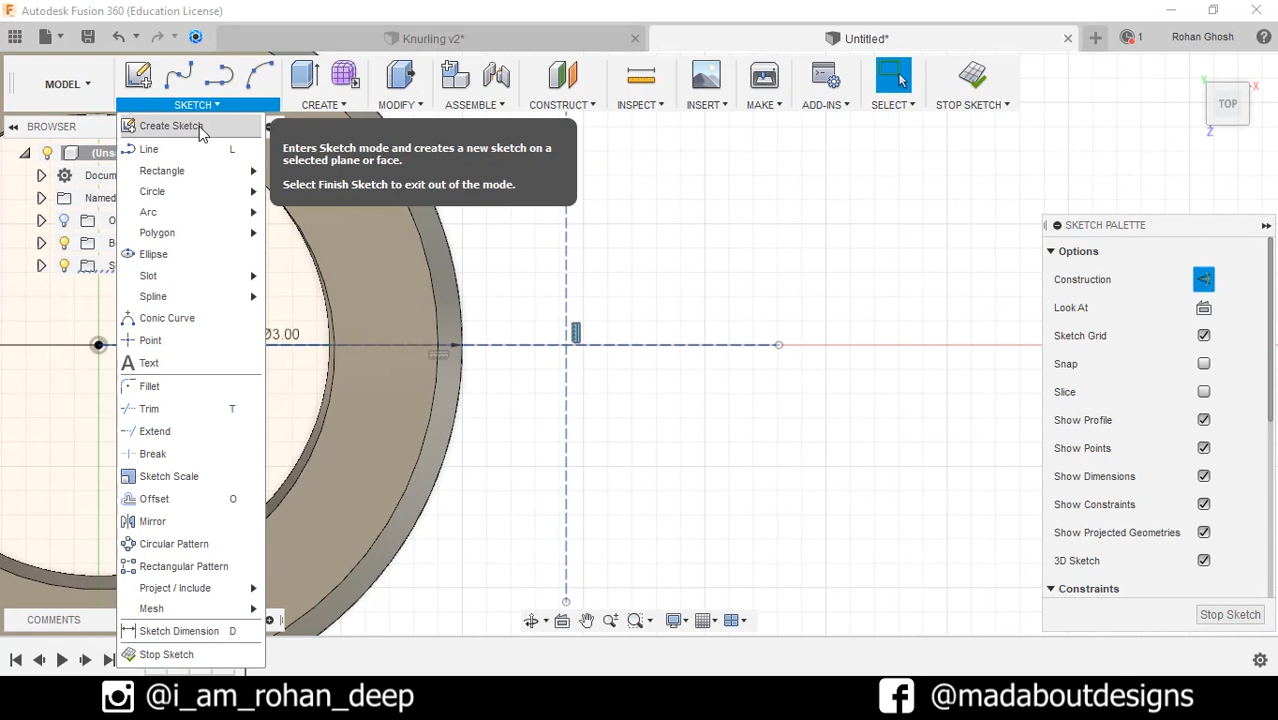 Autodesk Fusion 360 (Education License)
Knurling v2*
Untitled*
1
Rohan Ghosh
MODEL
SKETCH
CREATE
MODIFY
ASSEMBLE
CONSTRUCT
INSPECT
INSERT
MAKE
ADD-INS
SELECT
STOP SKETCH
BROWSER
Create Sketch
Line L
Rectangle
Circle
Arc
Polygon
Ellipse
Slot
Spline
Conic Curve
Point
Text
Fillet
Trim T
Extend
Break
Sketch Scale
Offset O
Mirror
Circular Pattern
Rectangular Pattern
Project / Include
Mesh
Sketch Dimension D
Stop Sketch
Enters Sketch mode and creates a new sketch on a
selected plane or face.
Select Finish Sketch to exit out of the mode.
(Uns
Docum
Named
O
B
S
Ø3.00
TOP
X
Y
Z
SKETCH PALETTE
Options
Construction
Look At
Sketch Grid
Snap
Slice
Show Profile
Show Points
Show Dimensions
Show Constraints
Show Projected Geometries
3D Sketch
Constraints
Stop Sketch
COMMENTS
@i_am_rohan_deep
@madaboutdesigns